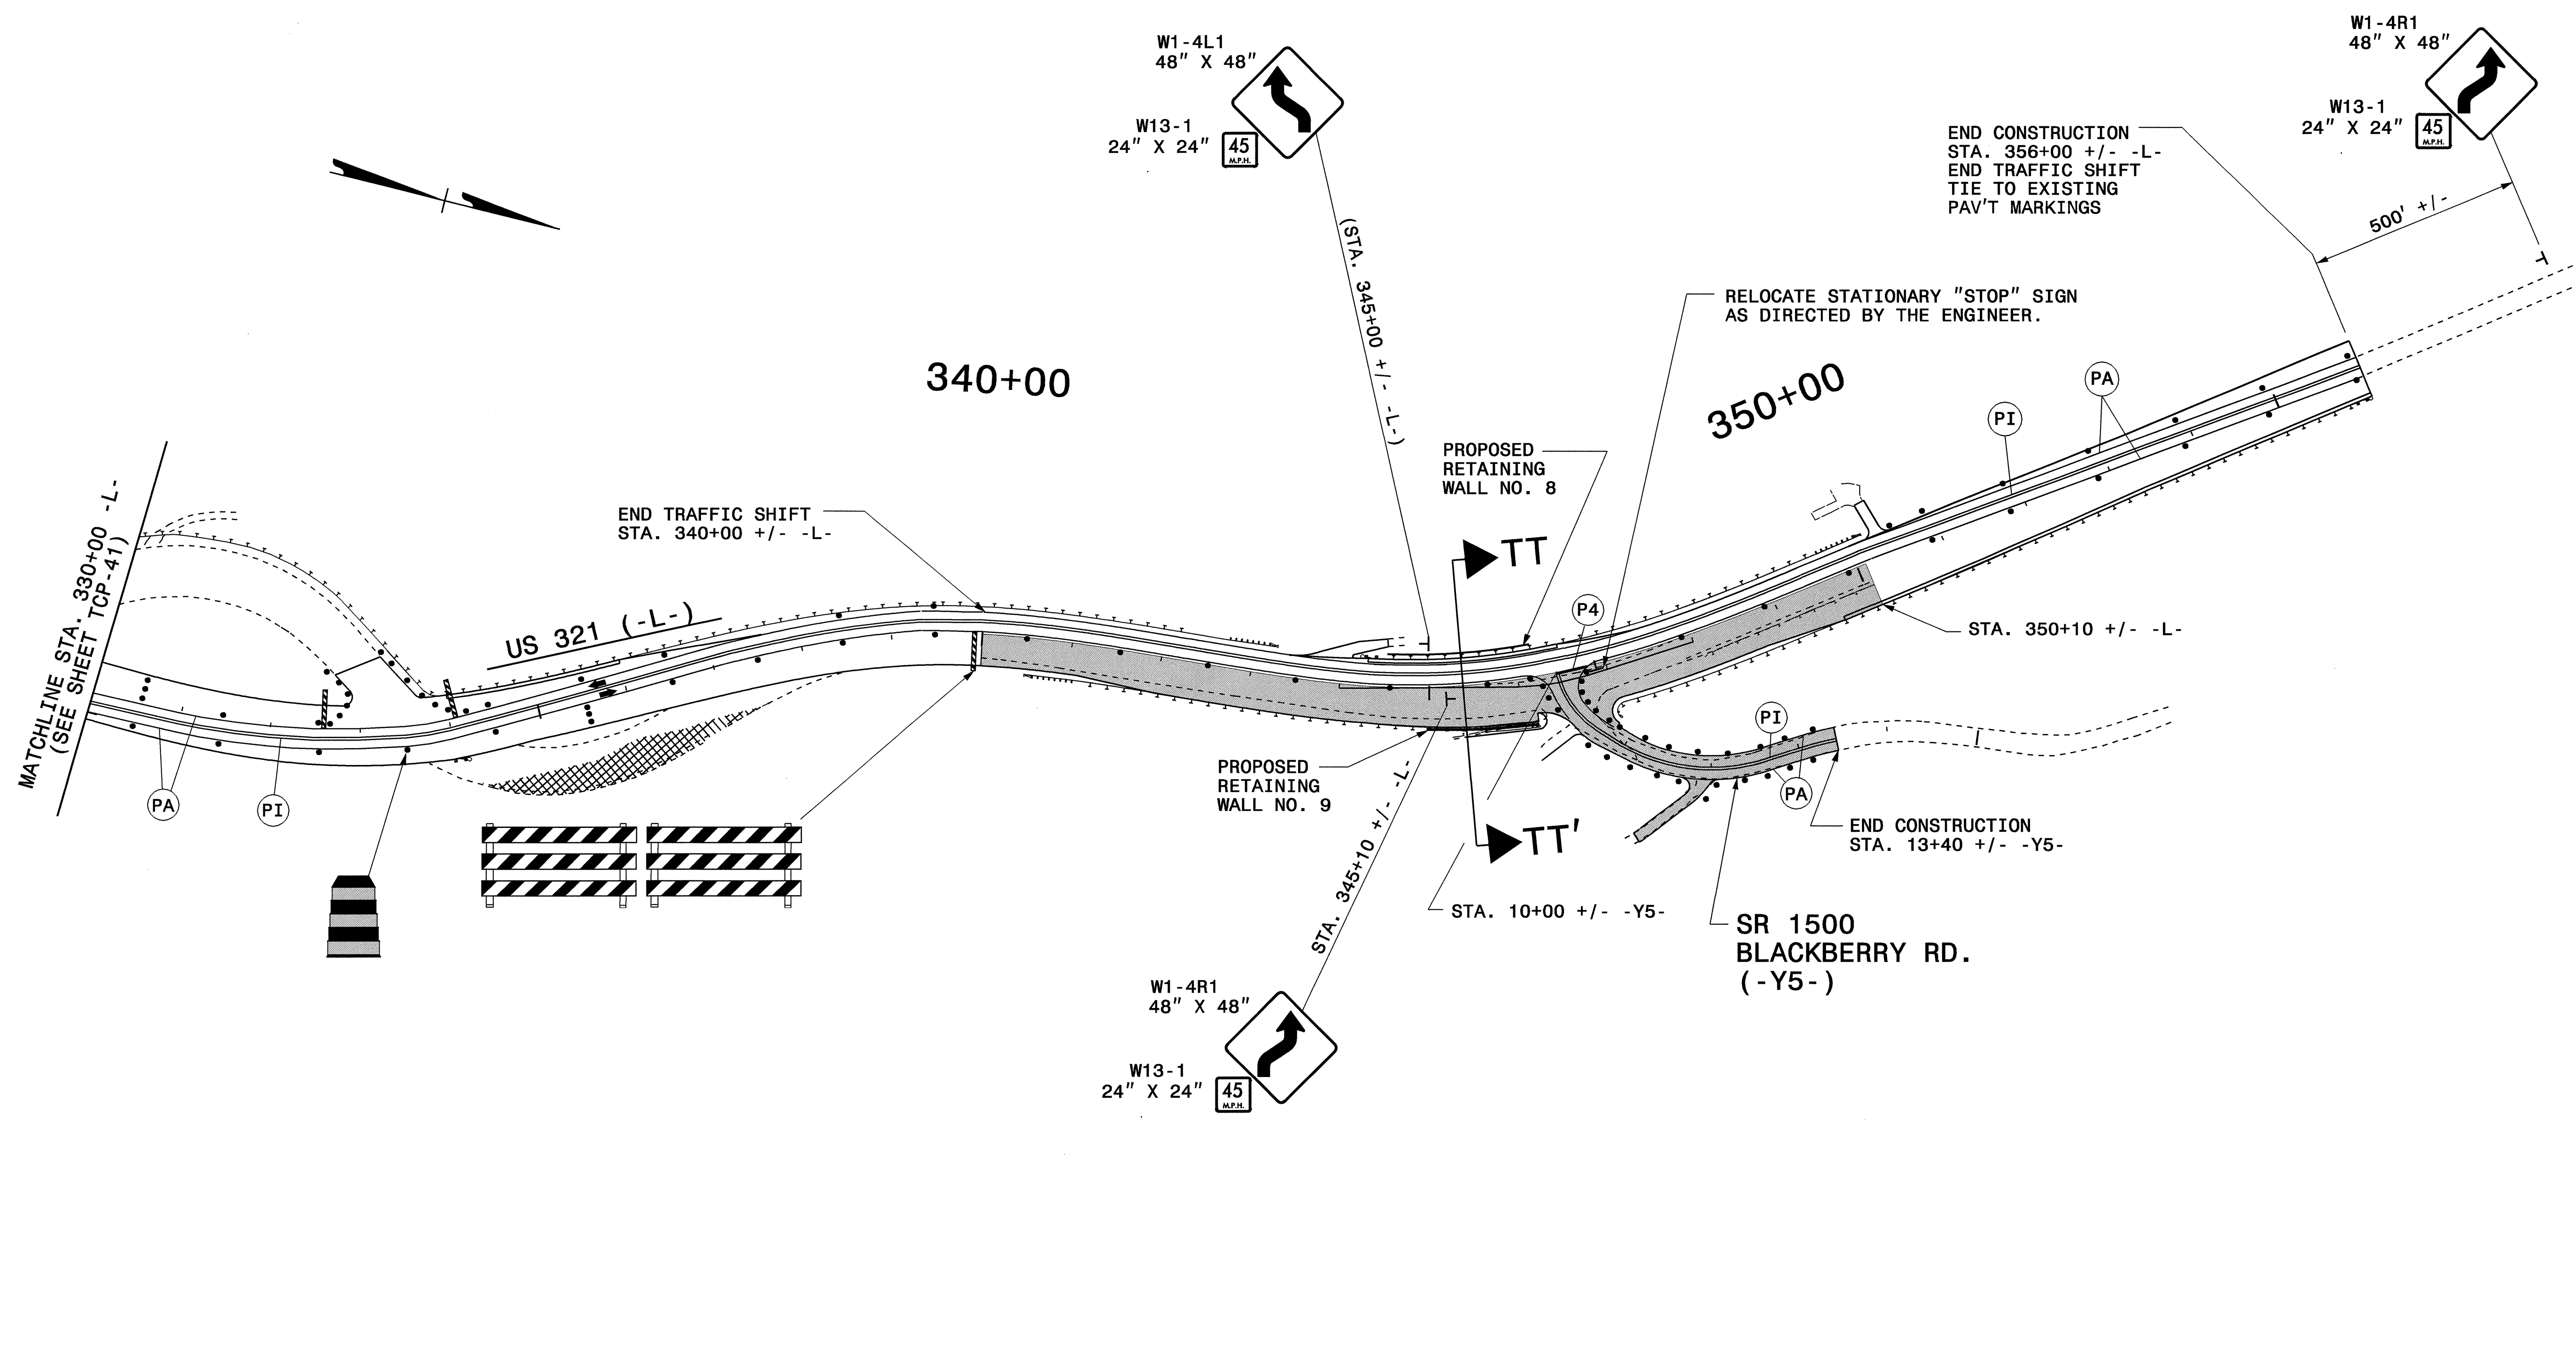 W1-4L1
48" X 48"
W13-1
24" X 24"
45
M.P.H.
W1-4R1
48" X 48"
W13-1
24" X 24"
45
M.P.H.
END CONSTRUCTION
STA. 356+00 +/- -L-
END TRAFFIC SHIFT
TIE TO EXISTING
PAV'T MARKINGS
500' +/-
(STA. 345+00 +/- -L-)
RELOCATE STATIONARY "STOP" SIGN
AS DIRECTED BY THE ENGINEER.
340+00
350+00
PA
PI
PROPOSED
RETAINING
WALL NO. 8
MATCHLINE STA. 330+00 -L-
(SEE SHEET TCP-41)
END TRAFFIC SHIFT
STA. 340+00 +/- -L-
TT
US 321 (-L-)
P4
STA. 350+10 +/- -L-
PI
PA
PROPOSED
RETAINING
WALL NO. 9
PA
PI
TT'
END CONSTRUCTION
STA. 13+40 +/- -Y5-
STA. 345+10 +/- -L-
STA. 10+00 +/- -Y5-
SR 1500
BLACKBERRY RD.
(-Y5-)
W1-4R1
48" X 48"
W13-1
24" X 24"
45
M.P.H.